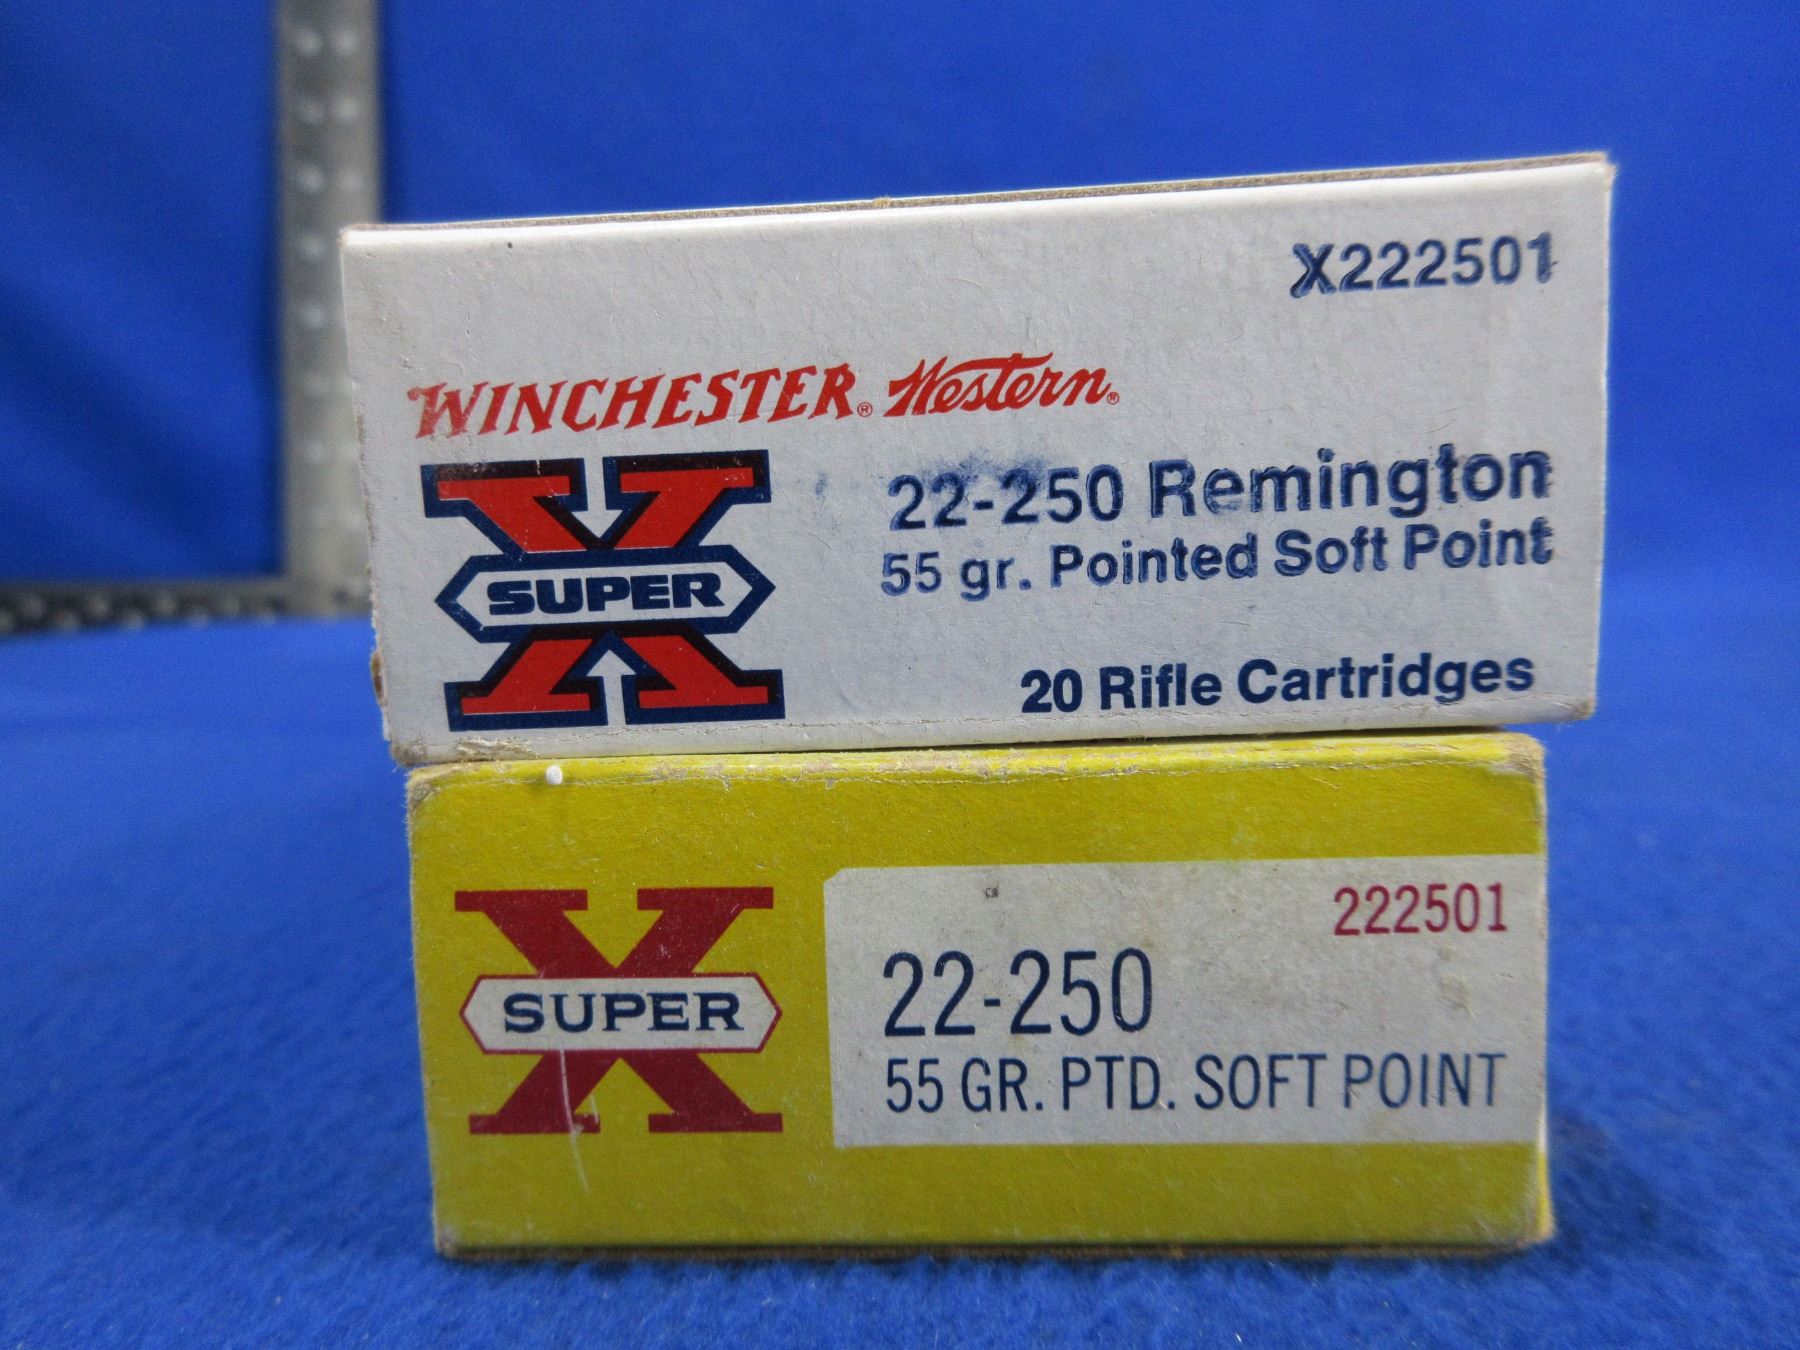 X222501
WINCHESTER® Western®
SUPER X
22-250 Remington
55 gr. Pointed Soft Point
20 Rifle Cartridges
SUPER X
222501
22-250
55 GR. PTD. SOFT POINT